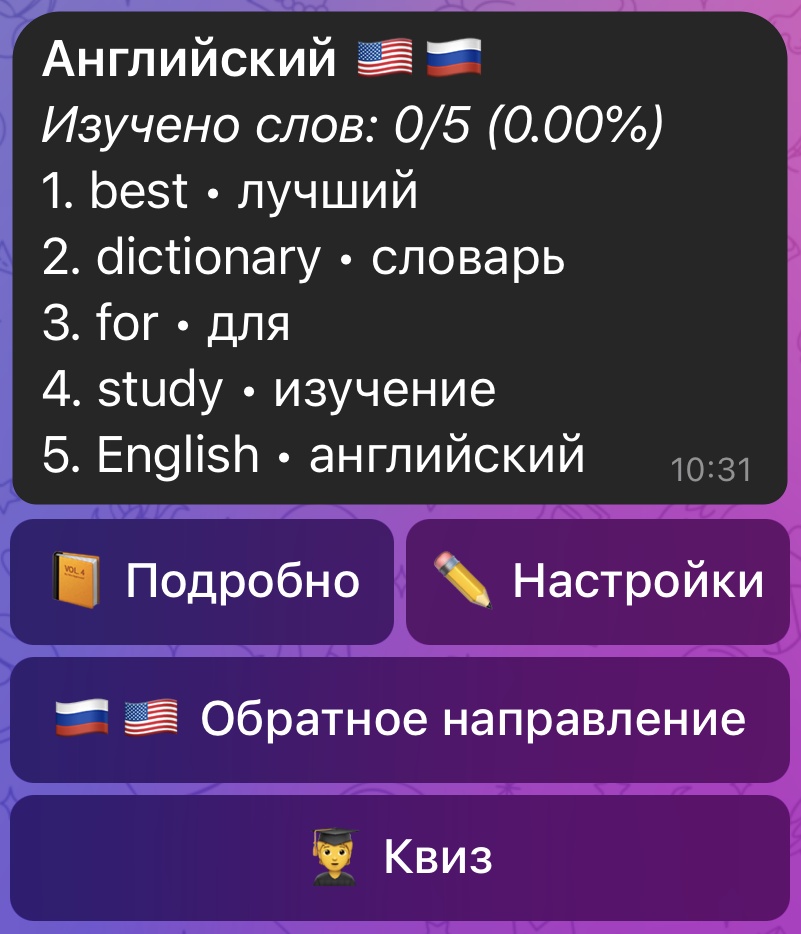 Английский 🇺🇸 🇷🇺
Изучено слов: 0/5 (0.00%)
1. best • лучший
2. dictionary • словарь
3. for • для
4. study • изучение
5. English • английский
10:31
📔 Подробно
✏️ Настройки
🇷🇺 🇺🇸 Обратное направление
🧑‍🎓 Квиз